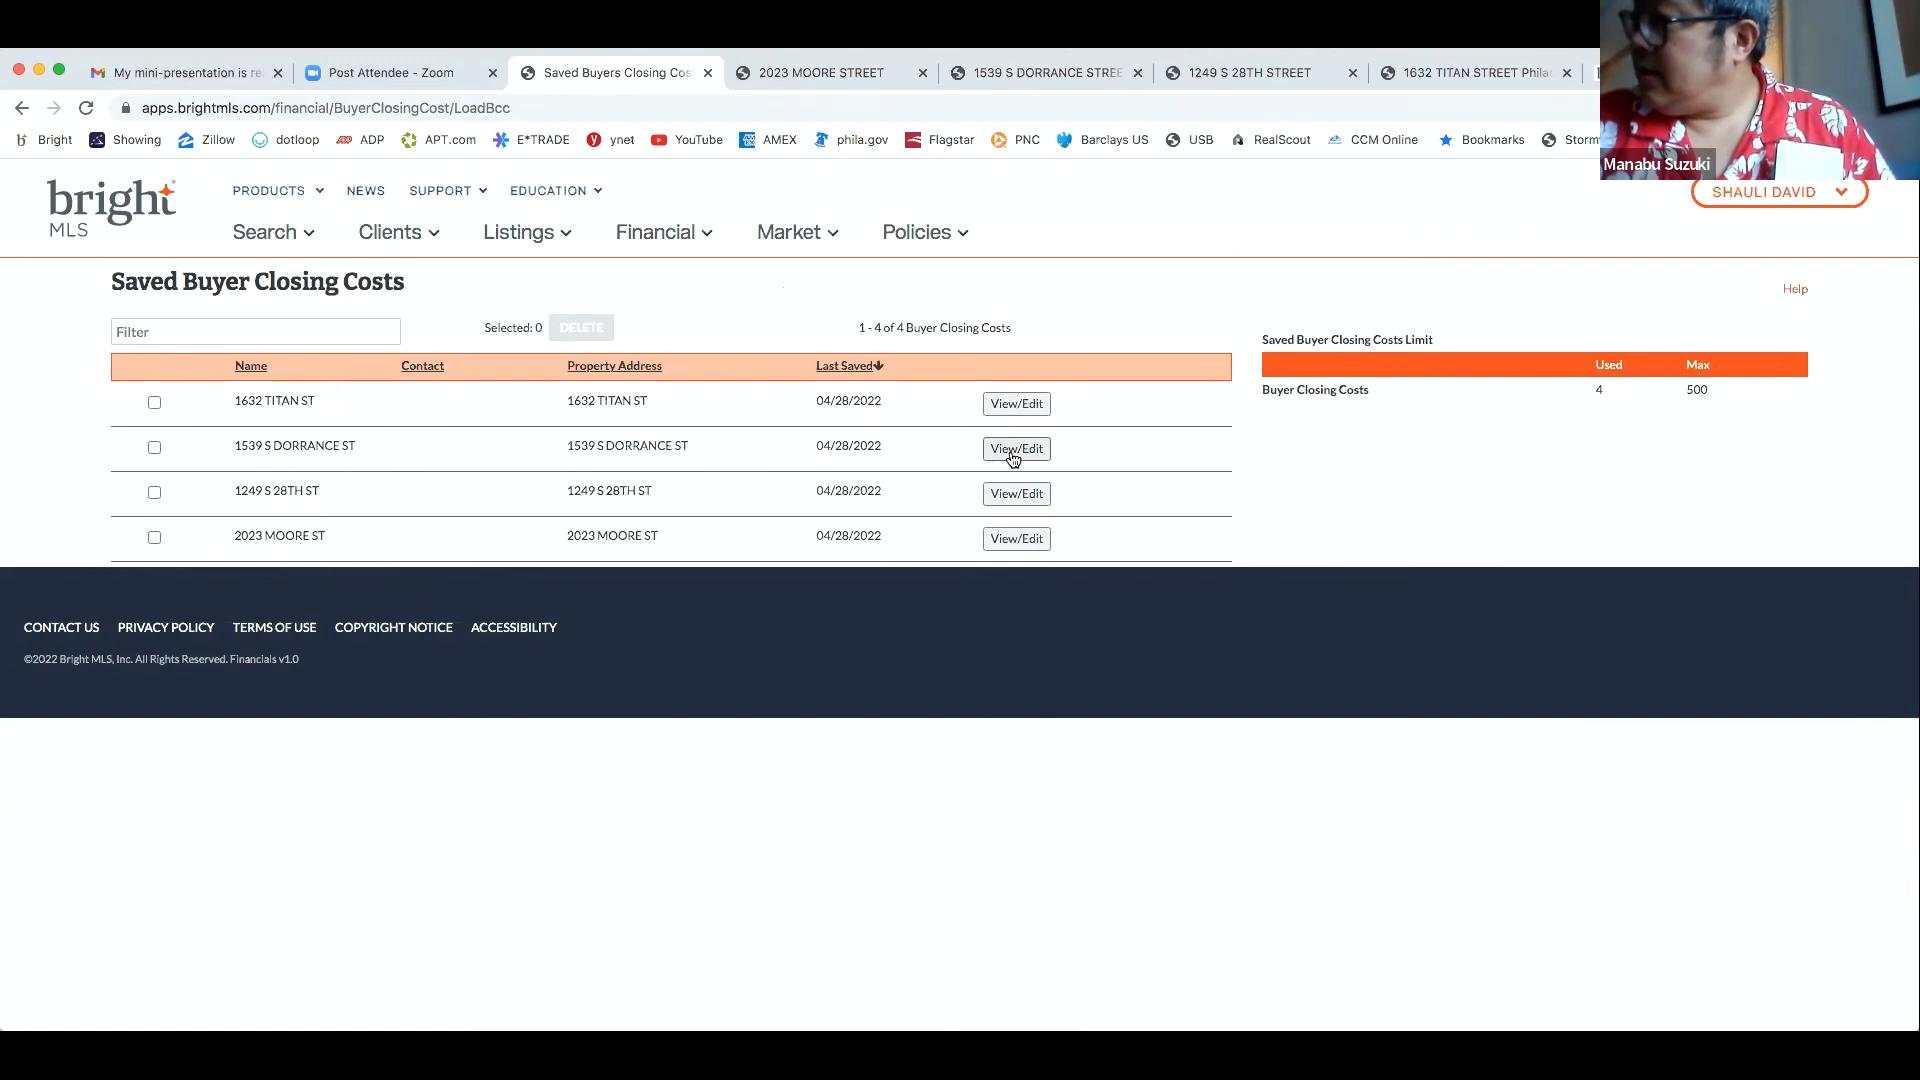 My mini-presentation is re
Post Attendee - Zoom
Saved Buyers Closing Cos
2023 MOORE STREET
1539 S DORRANCE STREE
1249 S 28TH STREET
1632 TITAN STREET Philad
apps.brightmls.com/financial/BuyerClosingCost/LoadBcc
Bright Showing Zillow dotloop ADP APT.com E*TRADE ynet YouTube AMEX phila.gov Flagstar PNC Barclays US USB RealScout CCM Online Bookmarks Storm
Manabu Suzuki
bright
MLS
PRODUCTS NEWS SUPPORT EDUCATION
SHAULI DAVID
Search Clients Listings Financial Market Policies
Saved Buyer Closing Costs
Help
Filter
Selected: 0 DELETE
1 - 4 of 4 Buyer Closing Costs
Name Contact Property Address Last Saved
1632 TITAN ST 1632 TITAN ST 04/28/2022 View/Edit
1539 S DORRANCE ST 1539 S DORRANCE ST 04/28/2022 View/Edit
1249 S 28TH ST 1249 S 28TH ST 04/28/2022 View/Edit
2023 MOORE ST 2023 MOORE ST 04/28/2022 View/Edit
Saved Buyer Closing Costs Limit
Used Max
Buyer Closing Costs 4 500
CONTACT US PRIVACY POLICY TERMS OF USE COPYRIGHT NOTICE ACCESSIBILITY
©2022 Bright MLS, Inc. All Rights Reserved. Financials v1.0